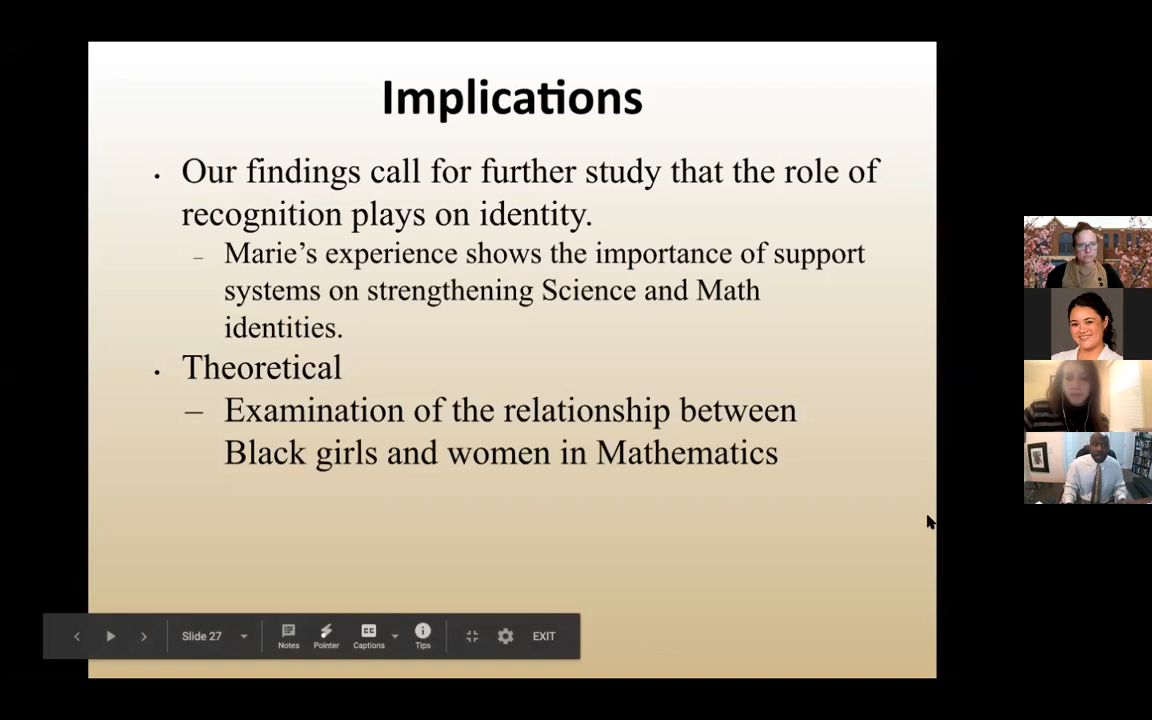 Implications
Our findings call for further study that the role of
recognition plays on identity.
Marie's experience shows the importance of support
systems on strengthening Science and Math
identities.
Theoretical
Examination of the relationship between
Black girls and women in Mathematics
Slide 27
Notes
Pointer
CC
Captions
Tips
EXIT